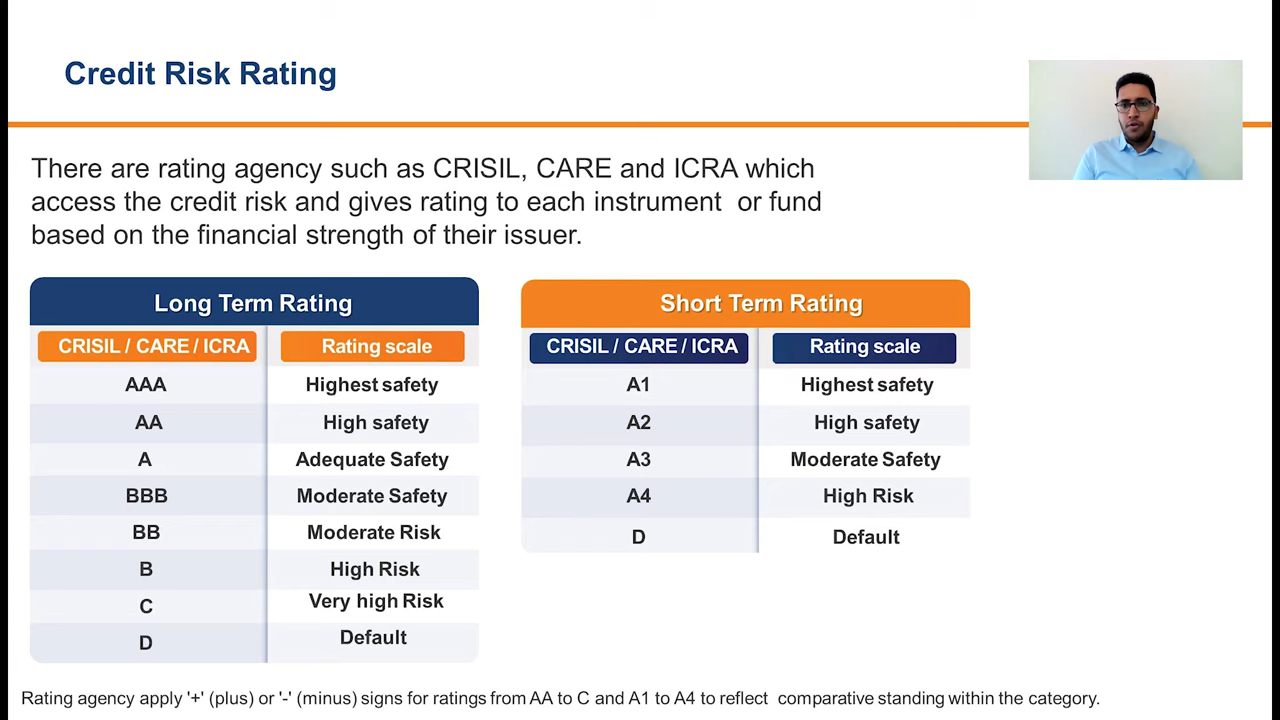 Credit Risk Rating
There are rating agency such as CRISIL, CARE and ICRA which
access the credit risk and gives rating to each instrument or fund
based on the financial strength of their issuer.
Long Term Rating
CRISIL / CARE / ICRA Rating scale
AAA Highest safety
AA High safety
A Adequate Safety
BBB Moderate Safety
BB Moderate Risk
B High Risk
C Very high Risk
D Default
Short Term Rating
CRISIL / CARE / ICRA Rating scale
A1 Highest safety
A2 High safety
A3 Moderate Safety
A4 High Risk
D Default
Rating agency apply '+' (plus) or '-' (minus) signs for ratings from AA to C and A1 to A4 to reflect comparative standing within the category.